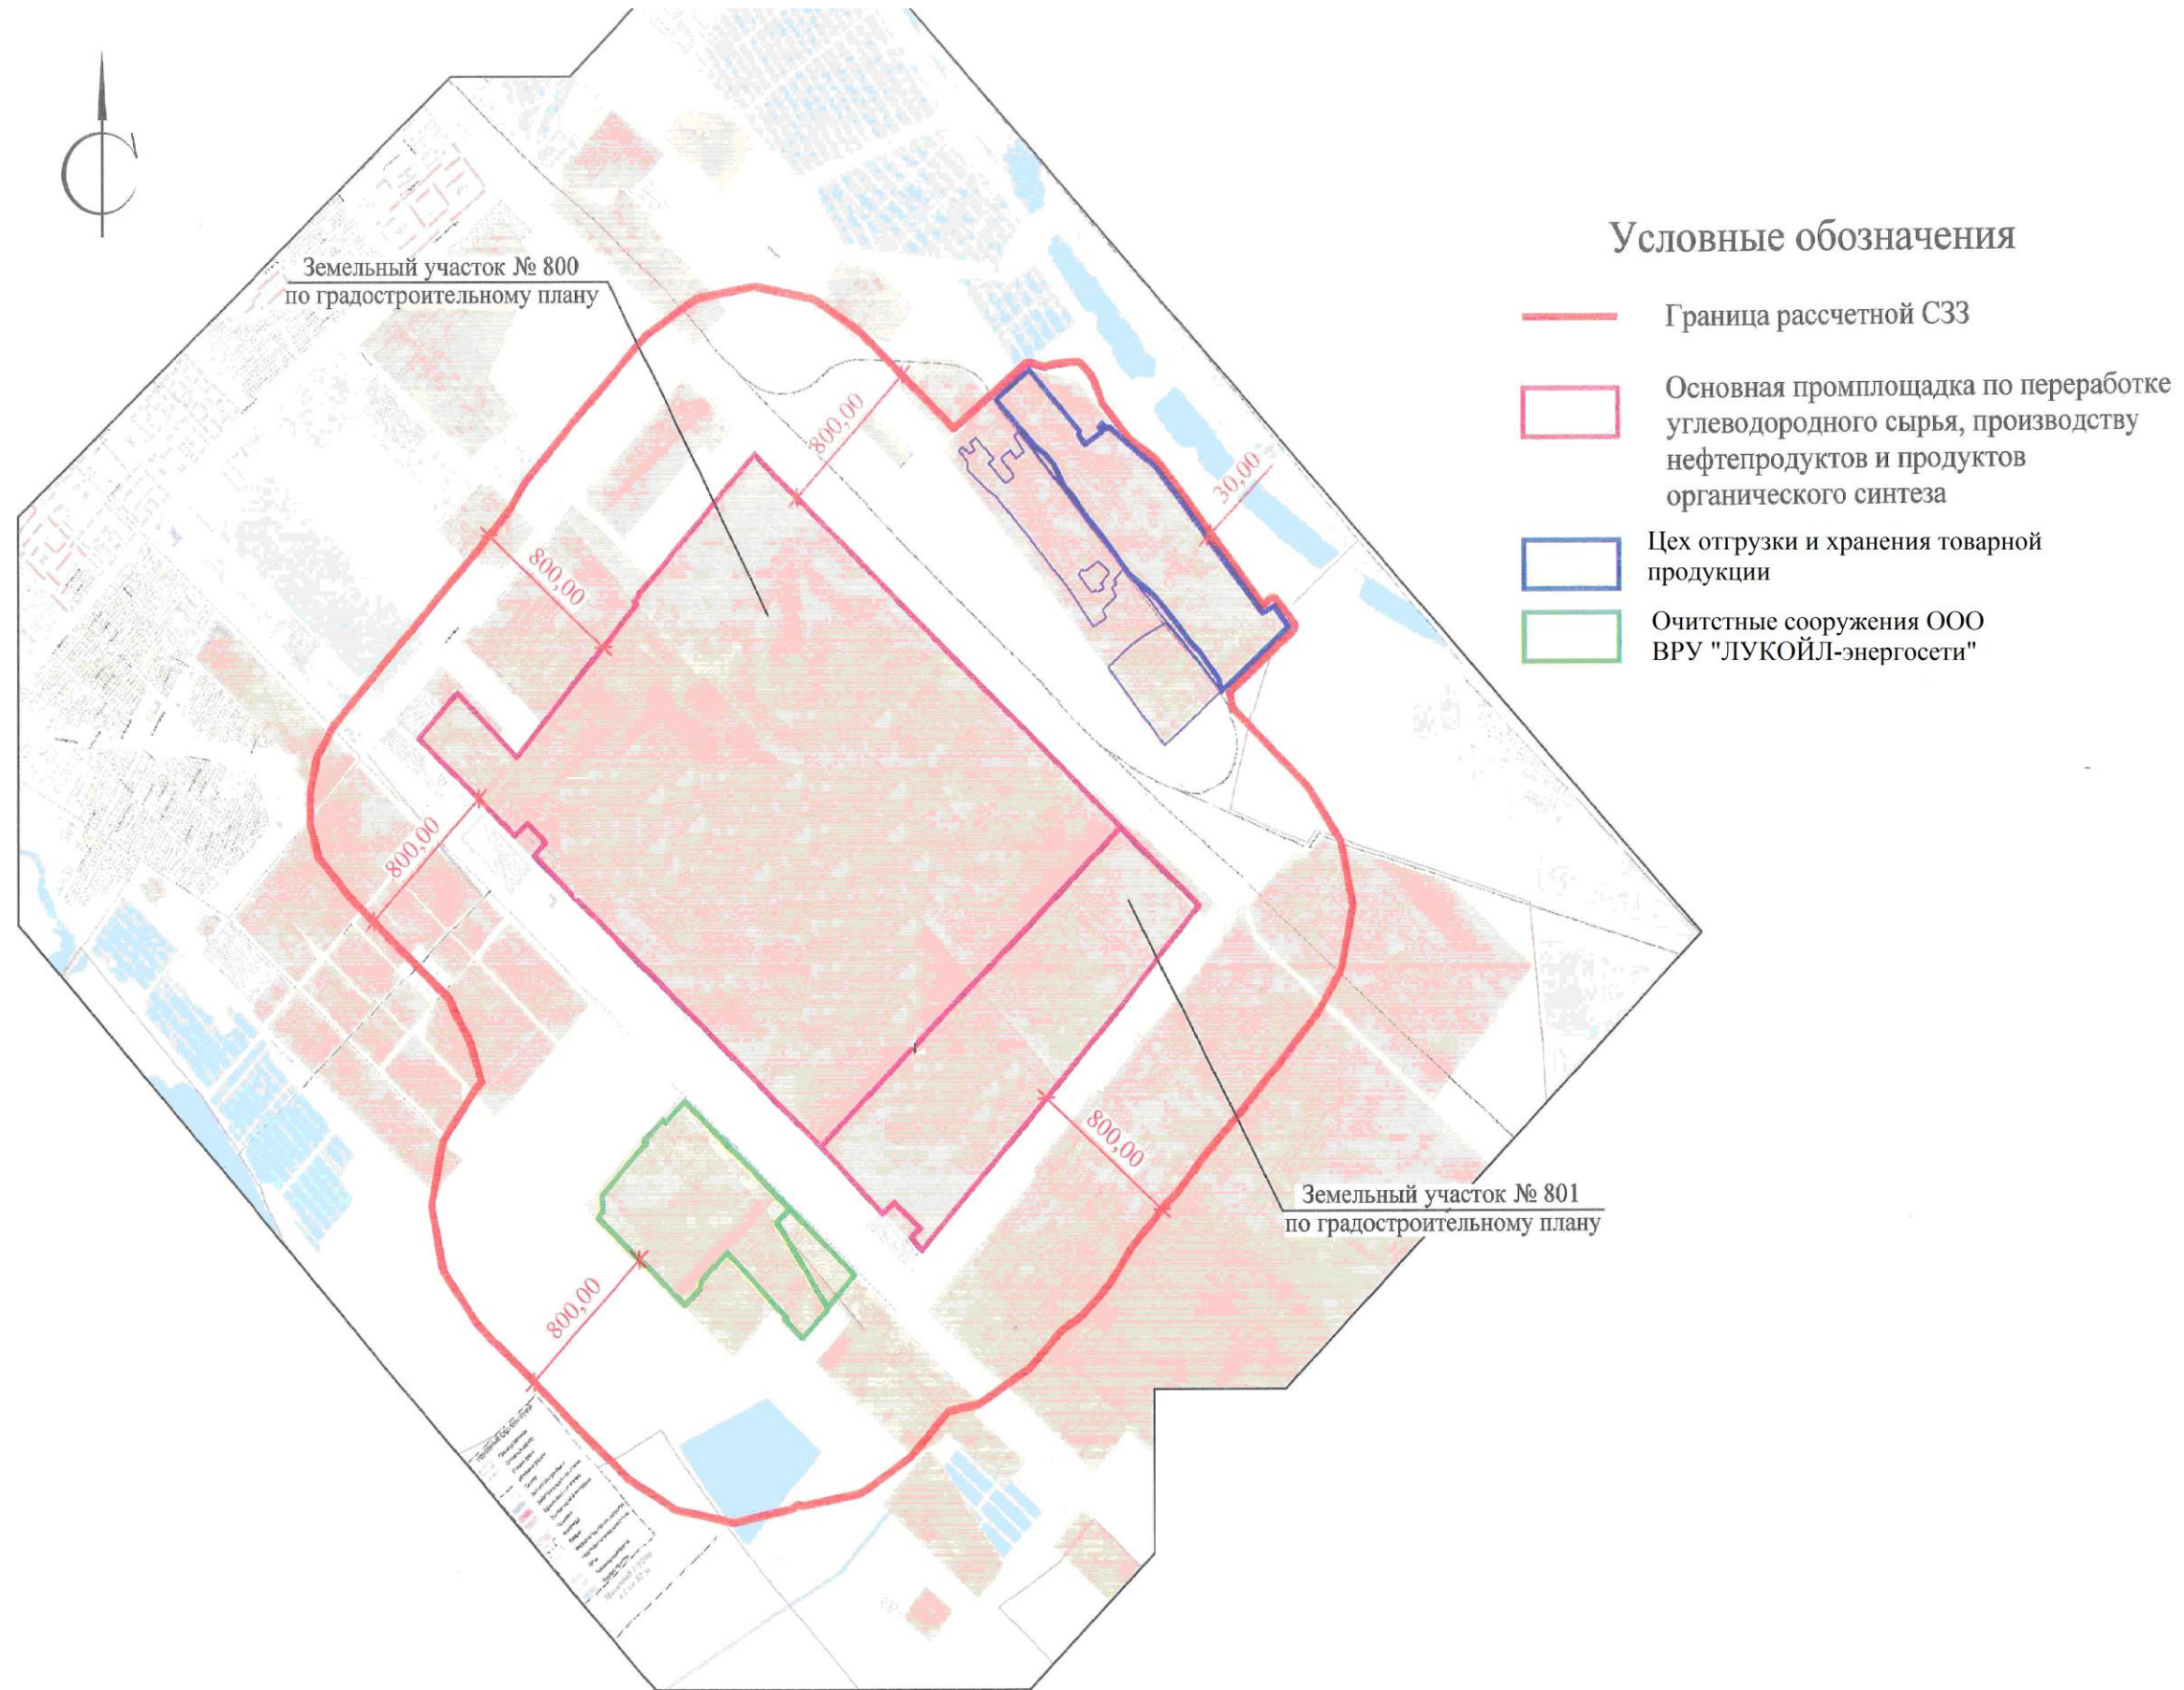 С
Условные обозначения
Земельный участок № 800
по градостроительному плану
Граница рассчетной СЗЗ
Основная промплощадка по переработке
углеводородного сырья, производству
нефтепродуктов и продуктов
органического синтеза
800,00
30,00
Цех отгрузки и хранения товарной
продукции
800,00
Очитстные сооружения ООО
ВРУ "ЛУКОЙЛ-энергосети"
800,00
800,00
Земельный участок № 801
по градостроительному плану
800,00